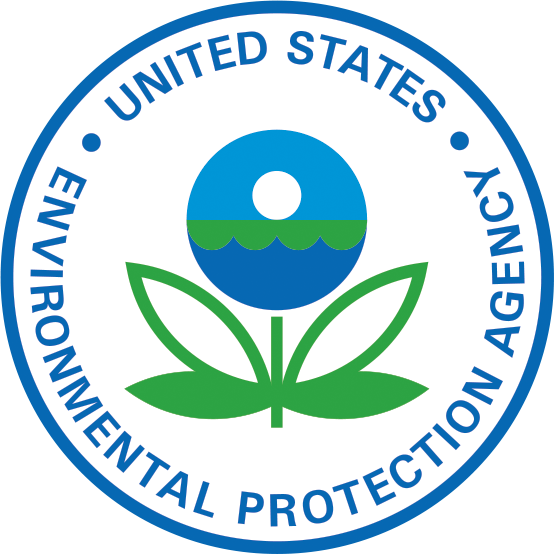 UNITED STATES
ENVIRONMENTAL PROTECTION AGENCY